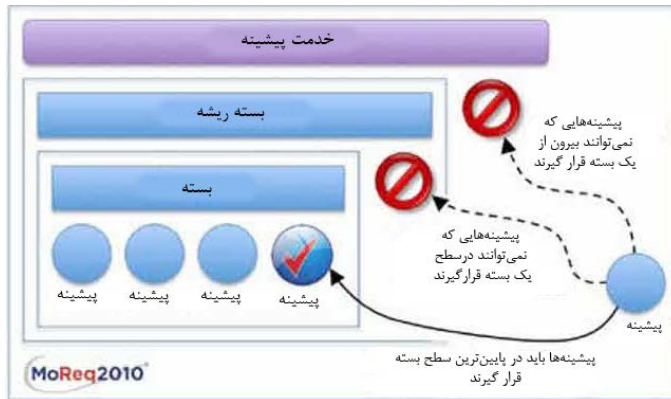 خدمت پیشینه
بسته ریشه
پیشینه‌هایی که
نمی‌توانند بیرون از
یک بسته قرار گیرند
بسته
پیشینه‌هایی که
نمی‌توانند درسطح
یک بسته قرارگیرند
پیشینه
پیشینه
پیشینه
پیشینه
پیشینه
پیشینه‌ها باید در پایین‌ترین سطح بسته
قرار گیرند
MoReq2010®